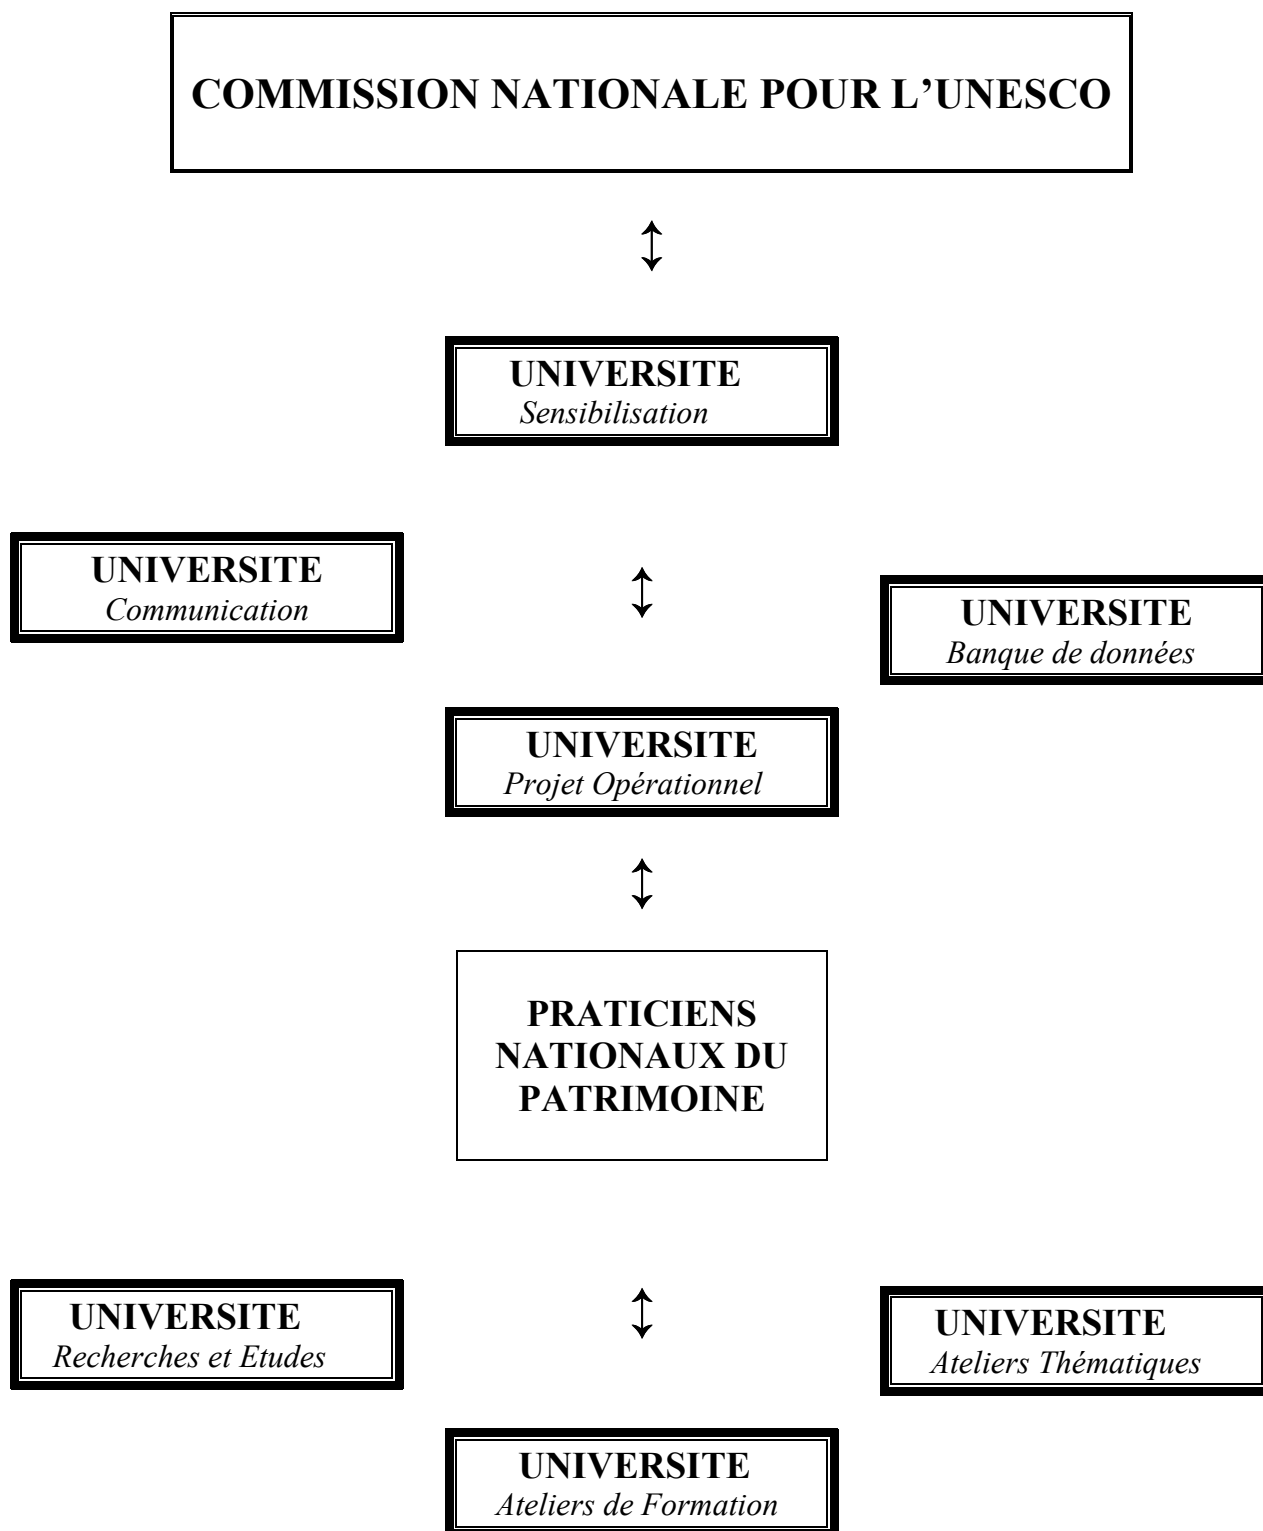 COMMISSION NATIONALE POUR L’UNESCO
↕
UNIVERSITE
Sensibilisation
UNIVERSITE
Communication
↕
UNIVERSITE
Banque de données
UNIVERSITE
Projet Opérationnel
↕
PRATICIENS
NATIONAUX DU
PATRIMOINE
UNIVERSITE
Recherches et Etudes
↕
UNIVERSITE
Ateliers Thématiques
UNIVERSITE
Ateliers de Formation